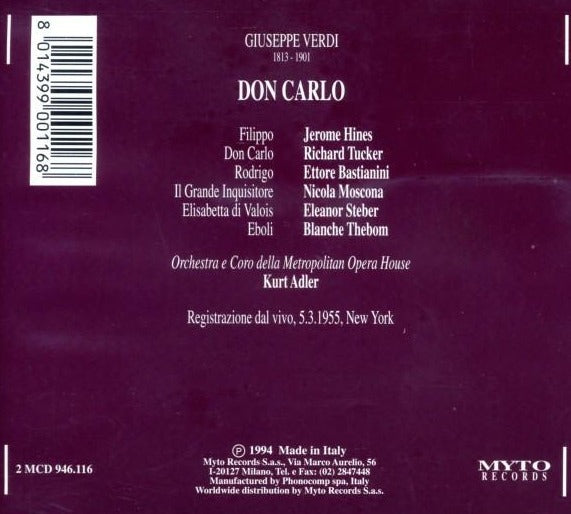 8 014399 001168
GIUSEPPE VERDI
1813 - 1901
DON CARLO
Filippo Jerome Hines
Don Carlo Richard Tucker
Rodrigo Ettore Bastianini
Il Grande Inquisitore Nicola Moscona
Elisabetta di Valois Eleanor Steber
Eboli Blanche Thebom
Orchestra e Coro della Metropolitan Opera House
Kurt Adler
Registrazione dal vivo, 5.3.1955, New York
2 MCD 946.116
Ⓟ 1994 Made in Italy
Myto Records S.a.s., Via Marco Aurelio, 56
I-20127 Milano, Tel. e Fax: (02) 2847448
Manufactured by Phonocomp spa, Italy
Worldwide distribution by Myto Records S.a.s.
MYTO
RECORDS